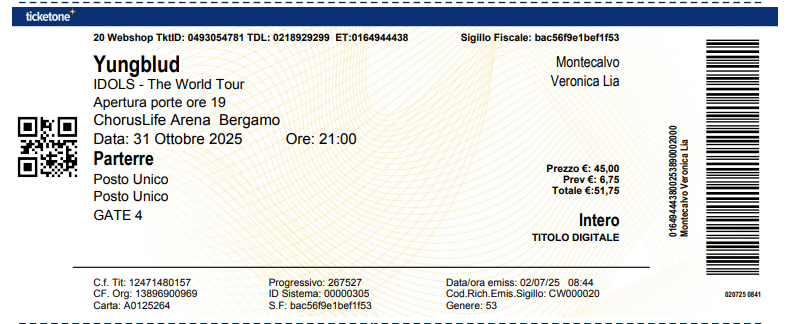 ticketone
20 Webshop TktID: 0493054781 TDL: 0218929299 ET:0164944438
Sigillo Fiscale: bac56f9e1bef1f53
Yungblud
IDOLS - The World Tour
Apertura porte ore 19
ChorusLife Arena Bergamo
Data: 31 Ottobre 2025 Ore: 21:00
Parterre
Posto Unico
Posto Unico
GATE 4
Montecalvo
Veronica Lia
Prezzo €: 45,00
Prev €: 6,75
Totale €:51,75
Intero
TITOLO DIGITALE
C.f. Tit: 12471480157
CF. Org: 13896900969
Carta: A0125264
Progressivo: 267527
ID Sistema: 00000305
S.F: bac56f9e1bef1f53
Data/ora emiss: 02/07/25 08:44
Cod.Rich.Emis.Sigillo: CW000020
Genere: 53
0164944438002538900020​00
Montecalvo Veronica Lia
020725 0841